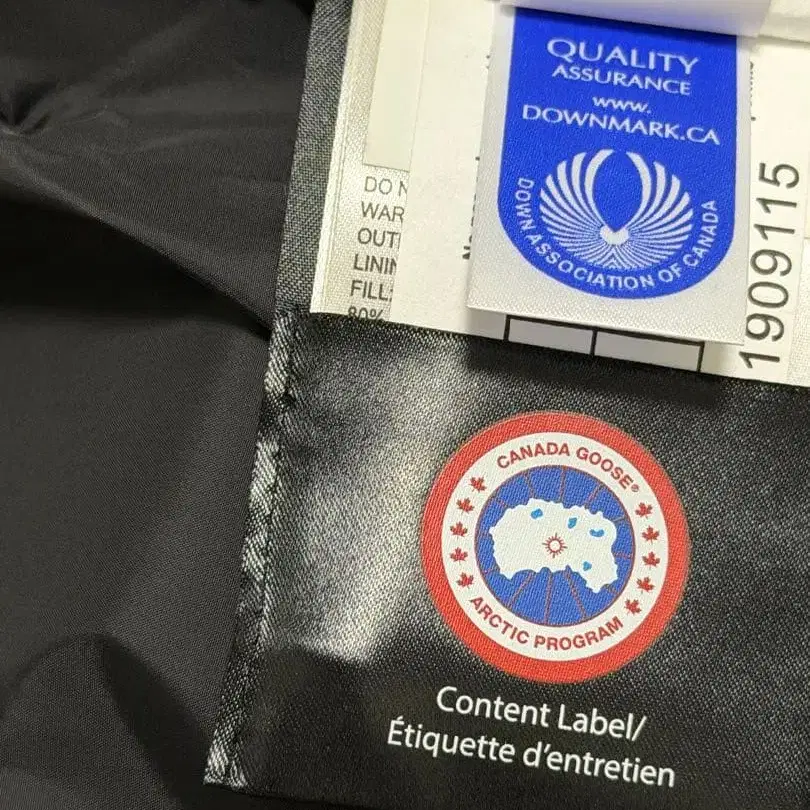 QUALITY
ASSURANCE
www.
DOWNMARK.CA
DOWN ASSOCIATION OF CANADA
1909115
DO
WAR
OUT
LINI
FILL:
80%
CANADA GOOSE®
ARCTIC PROGRAM
Content Label/
Étiquette d'entretien